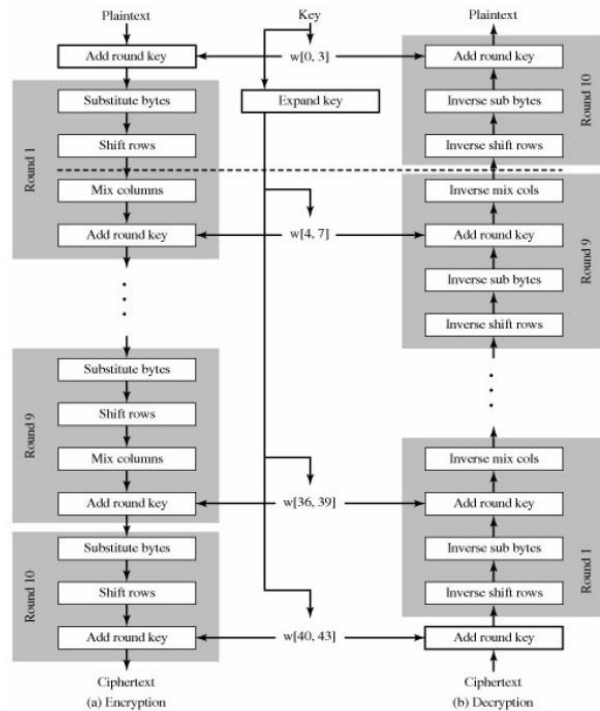 Plaintext
Key
Plaintext
Add round key
w[0, 3]
Add round key
Round 1
Substitute bytes
Expand key
Inverse sub bytes
Round 10
Shift rows
Inverse shift rows
Mix columns
Inverse mix cols
Add round key
w[4, 7]
Add round key
Round 9
Inverse sub bytes
Inverse shift rows
Round 9
Substitute bytes
Shift rows
Mix columns
Inverse mix cols
Add round key
w[36, 39]
Add round key
Round 10
Substitute bytes
Inverse sub bytes
Round 1
Shift rows
Inverse shift rows
Add round key
w[40, 43]
Add round key
Ciphertext
Ciphertext
(a) Encryption
(b) Decryption